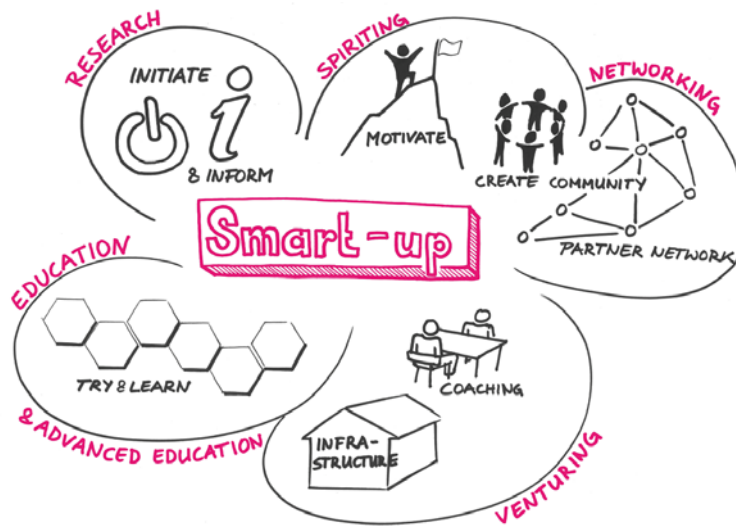 RESEARCH
INITIATE
i
& INFORM
SPIRITING
MOTIVATE
CREATE COMMUNITY
NETWORKING
PARTNER NETWORK
Smart-up
EDUCATION
TRY & LEARN
& ADVANCED EDUCATION
COACHING
INFRA-
STRUCTURE
VENTURING